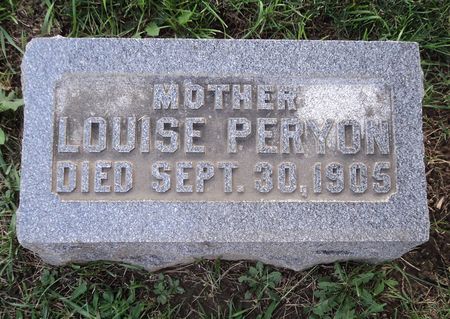 MOTHER
LOUISE PERYON
DIED SEPT. 30, 1905